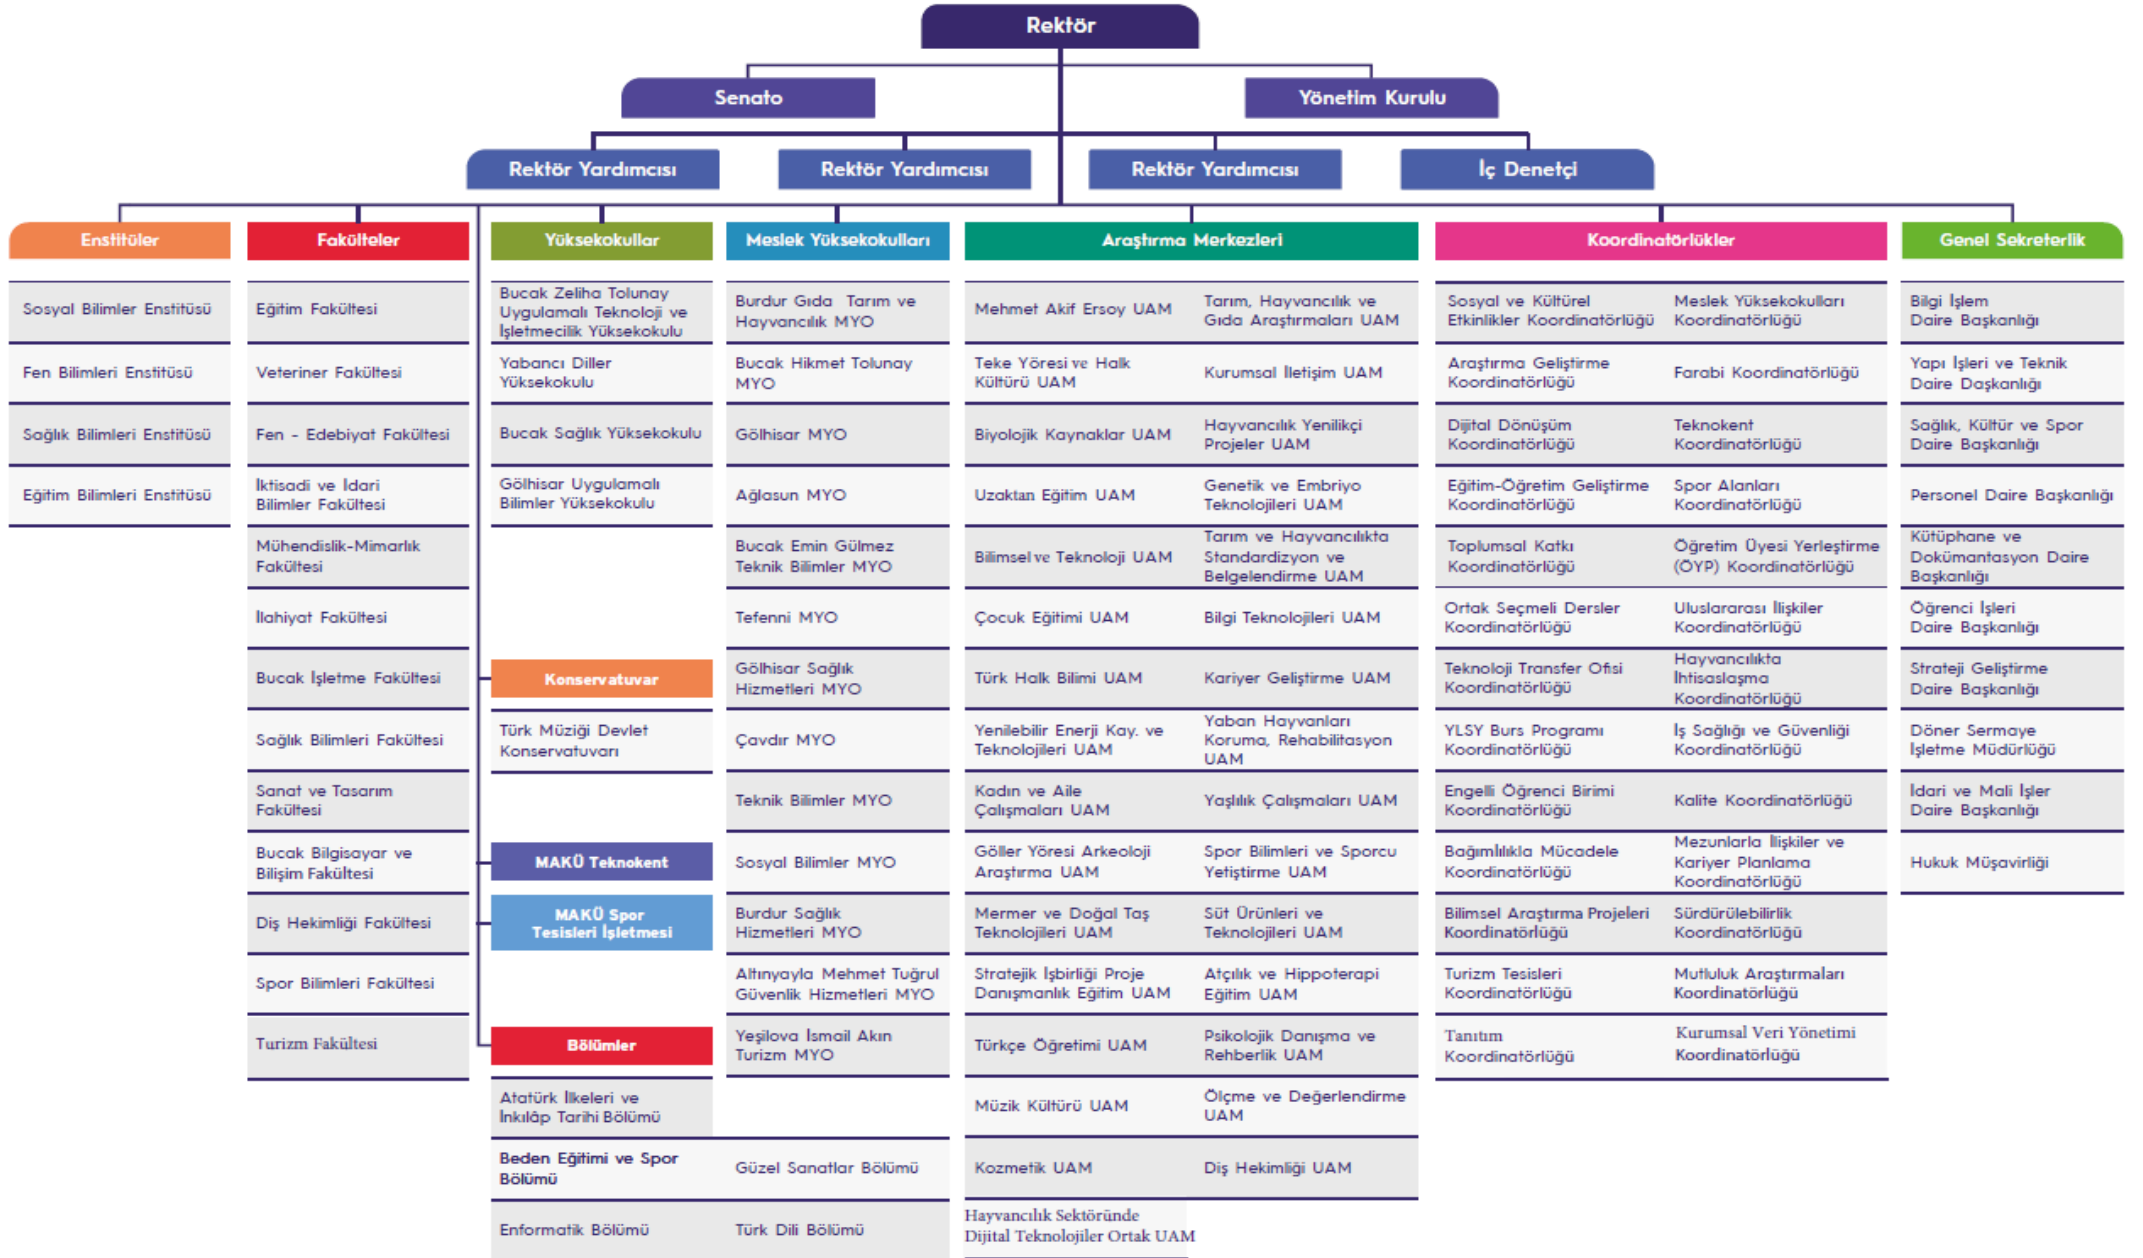 Rektör
Senato
Yönetim Kurulu
Rektör Yardımcısı
Rektör Yardımcısı
Rektör Yardımcısı
İç Denetçi
Enstitüler
Sosyal Bilimler Enstitüsü
Fen Bilimleri Enstitüsü
Sağlık Bilimleri Enstitüsü
Eğitim Bilimleri Enstitüsü
Fakülteler
Eğitim Fakültesi
Veteriner Fakültesi
Fen - Edebiyat Fakültesi
İktisadi ve İdari
Bilimler Fakültesi
Mühendislik-Mimarlık
Fakültesi
İlahiyat Fakültesi
Bucak İşletme Fakültesi
Sağlık Bilimleri Fakültesi
Sanat ve Tasarım
Fakültesi
Bucak Bilgisayar ve
Bilişim Fakültesi
Diş Hekimliği Fakültesi
Spor Bilimleri Fakültesi
Turizm Fakültesi
Yüksekokullar
Bucak Zeliha Tolunay
Uygulamalı Teknoloji ve
İşletmecilik Yüksekokulu
Yabancı Diller
Yüksekokulu
Bucak Sağlık Yüksekokulu
Gölhisar Uygulamalı
Bilimler Yüksekokulu
Konservatuvar
Türk Müziği Devlet
Konservatuvarı
MAKÜ Teknokent
MAKÜ Spor
Tesisleri İşletmesi
Bölümler
Atatürk İlkeleri ve
İnkılâp Tarihi Bölümü
Beden Eğitimi ve Spor
Bölümü
Güzel Sanatlar Bölümü
Enformatik Bölümü
Türk Dili Bölümü
Meslek Yüksekokulları
Burdur Gıda Tarım ve
Hayvancılık MYO
Bucak Hikmet Tolunay
MYO
Gölhisar MYO
Ağlasun MYO
Bucak Emin Gülmez
Teknik Bilimler MYO
Tefenni MYO
Gölhisar Sağlık
Hizmetleri MYO
Çavdır MYO
Teknik Bilimler MYO
Sosyal Bilimler MYO
Burdur Sağlık
Hizmetleri MYO
Altınyayla Mehmet Tuğrul
Güvenlik Hizmetleri MYO
Yeşilova İsmail Akın
Turizm MYO
Araştırma Merkezleri
Mehmet Akif Ersoy UAM
Teke Yöresi ve Halk
Kültürü UAM
Biyolojik Kaynaklar UAM
Uzaktan Eğitim UAM
Bilimsel ve Teknoloji UAM
Çocuk Eğitimi UAM
Türk Halk Bilimi UAM
Yenilebilir Enerji Kay. ve
Teknolojileri UAM
Kadın ve Aile
Çalışmaları UAM
Göller Yöresi Arkeoloji
Araştırma UAM
Mermer ve Doğal Taş
Teknolojileri UAM
Stratejik İşbirliği Proje
Danışmanlık Eğitim UAM
Türkçe Öğretimi UAM
Müzik Kültürü UAM
Kozmetik UAM
Hayvancılık Sektöründe
Dijital Teknolojiler Ortak UAM
Tarım, Hayvancılık ve
Gıda Araştırmaları UAM
Kurumsal İletişim UAM
Hayvancılık Yenilikçi
Projeler UAM
Genetik ve Embriyo
Teknolojileri UAM
Tarım ve Hayvancılıkta
Standardizyon ve
Belgelendirme UAM
Bilgi Teknolojileri UAM
Kariyer Geliştirme UAM
Yaban Hayvanları
Koruma, Rehabilitasyon
UAM
Yaşlılık Çalışmaları UAM
Spor Bilimleri ve Sporcu
Yetiştirme UAM
Süt Ürünleri ve
Teknolojileri UAM
Atçılık ve Hippoterapi
Eğitim UAM
Psikolojik Danışma ve
Rehberlik UAM
Ölçme ve Değerlendirme
UAM
Diş Hekimliği UAM
Koordinatörlükler
Sosyal ve Kültürel
Etkinlikler Koordinatörlüğü
Araştırma Geliştirme
Koordinatörlüğü
Dijital Dönüşüm
Koordinatörlüğü
Eğitim-Öğretim Geliştirme
Koordinatörlüğü
Toplumsal Katkı
Koordinatörlüğü
Ortak Seçmeli Dersler
Koordinatörlüğü
Teknoloji Transfer Ofisi
Koordinatörlüğü
YLSY Burs Programı
Koordinatörlüğü
Engelli Öğrenci Birimi
Koordinatörlüğü
Bağımlılıkla Mücadele
Koordinatörlüğü
Bilimsel Araştırma Projeleri
Koordinatörlüğü
Turizm Tesisleri
Koordinatörlüğü
Tanıtım
Koordinatörlüğü
Meslek Yüksekokulları
Koordinatörlüğü
Farabi Koordinatörlüğü
Teknokent
Koordinatörlüğü
Spor Alanları
Koordinatörlüğü
Öğretim Üyesi Yerleştirme
(ÖYP) Koordinatörlüğü
Uluslararası İlişkiler
Koordinatörlüğü
Hayvancılıkta
İhtisaslaşma
Koordinatörlüğü
İş Sağlığı ve Güvenliği
Koordinatörlüğü
Kalite Koordinatörlüğü
Mezunlarla İlişkiler ve
Kariyer Planlama
Koordinatörlüğü
Sürdürülebilirlik
Koordinatörlüğü
Mutluluk Araştırmaları
Koordinatörlüğü
Kurumsal Veri Yönetimi
Koordinatörlüğü
Genel Sekreterlik
Bilgi İşlem
Daire Başkanlığı
Yapı İşleri ve Teknik
Daire Daşkanlığı
Sağlık, Kültür ve Spor
Daire Başkanlığı
Personel Daire Başkanlığı
Kütüphane ve
Dokümantasyon Daire
Başkanlığı
Öğrenci İşleri
Daire Başkanlığı
Strateji Geliştirme
Daire Başkanlığı
Döner Sermaye
İşletme Müdürlüğü
İdari ve Mali İşler
Daire Başkanlığı
Hukuk Müşavirliği